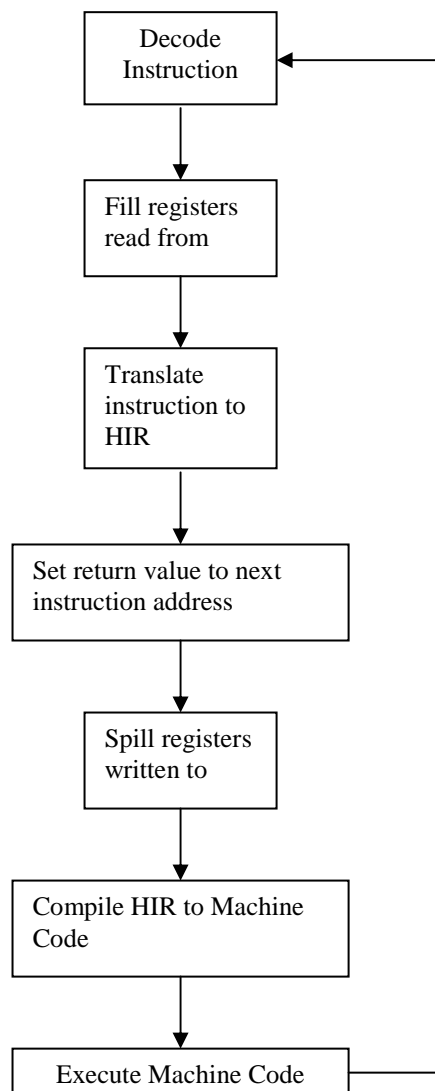 Decode
Instruction
Fill registers
read from
Translate
instruction to
HIR
Set return value to next
instruction address
Spill registers
written to
Compile HIR to Machine
Code
Execute Machine Code